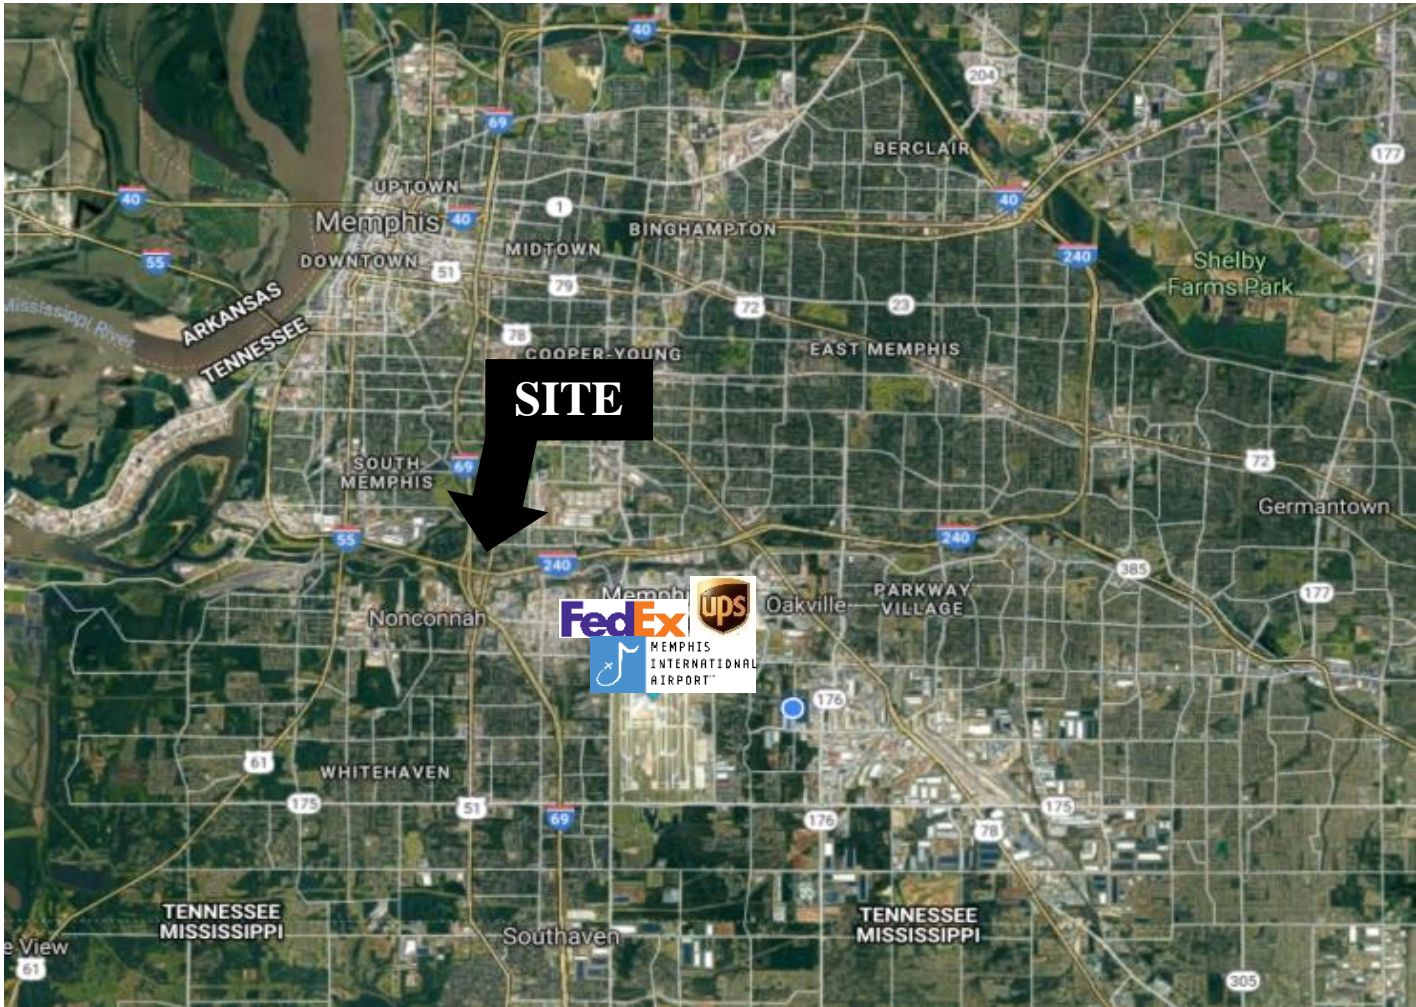 40
204
69
BERCLAIR
177
UPTOWN
40
40
1
40
Memphis
MIDTOWN
BINGHAMPTON
55
DOWNTOWN
51
240
Shelby
Farms Park
79
ARKANSAS
Mississippi River
72
23
TENNESSEE
78
COOPER-YOUNG
EAST MEMPHIS
SITE
SOUTH
MEMPHIS
69
72
Germantown
55
240
240
385
PARKWAY
VILLAGE
177
Nonconnah
FedEx
ups
Oakville
MEMPHIS
INTERNATIONAL
AIRPORT
176
61
WHITEHAVEN
175
51
69
176
175
78
TENNESSEE
MISSISSIPPI
TENNESSEE
MISSISSIPPI
Southaven
e View
61
305